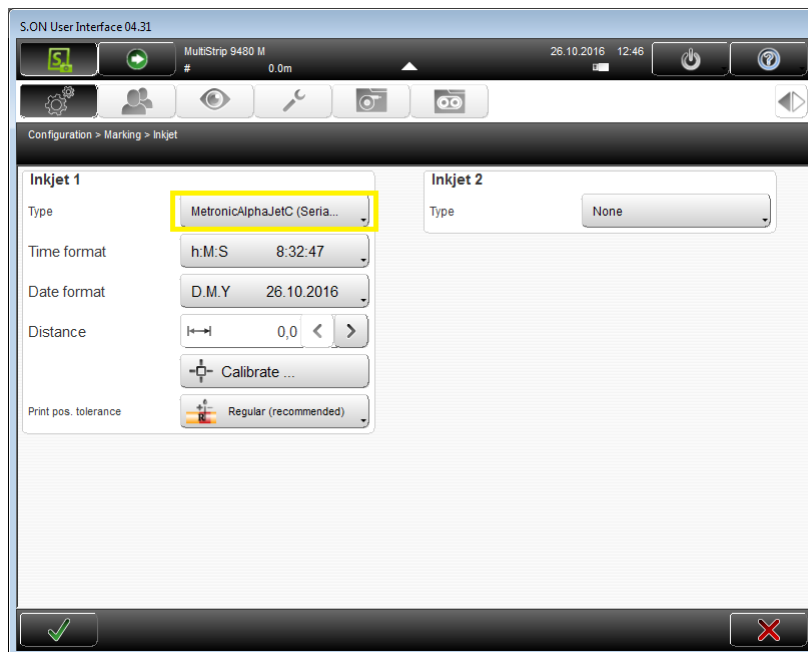 S.ON User Interface 04.31
MultiStrip 9480 M
# 0.0m
26.10.2016 12:46
Configuration > Marking > Inkjet
Inkjet 1
Type
MetronicAlphaJetC (Seria...
Time format
h:M:S 8:32:47
Date format
D.M.Y 26.10.2016
Distance
0,0
Calibrate ...
Print pos. tolerance
R
Regular (recommended)
Inkjet 2
Type
None